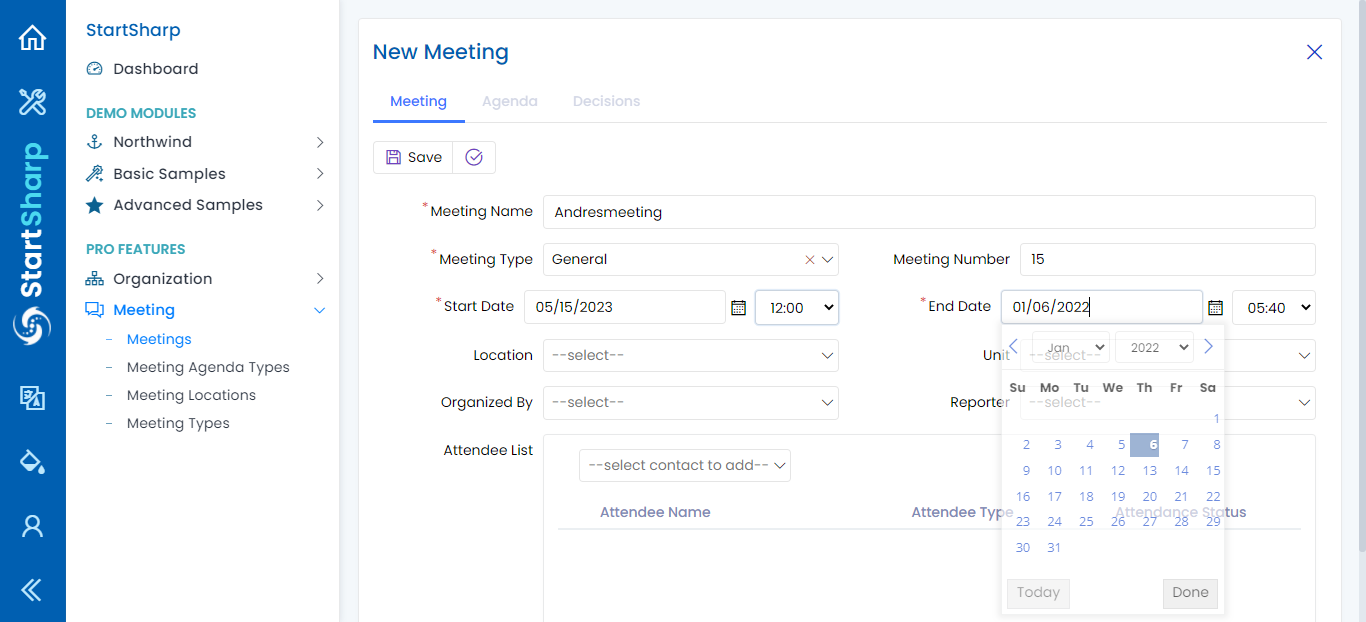 StartSharp
StartSharp
Dashboard
DEMO MODULES
Northwind
Basic Samples
Advanced Samples
PRO FEATURES
Organization
Meeting
– Meetings
– Meeting Agenda Types
– Meeting Locations
– Meeting Types
New Meeting
Meeting Agenda Decisions
Save
* Meeting Name Andresmeeting
* Meeting Type General Meeting Number 15
* Start Date 05/15/2023 12:00 * End Date 01/06/2022 05:40
Location --select-- Unit --select--
Organized By --select-- Reporter --select--
Attendee List
--select contact to add--
Attendee Name Attendee Type Attendance Status
Jan 2022
Su Mo Tu We Th Fr Sa
1
2 3 4 5 6 7 8
9 10 11 12 13 14 15
16 17 18 19 20 21 22
23 24 25 26 27 28 29
30 31
Today Done